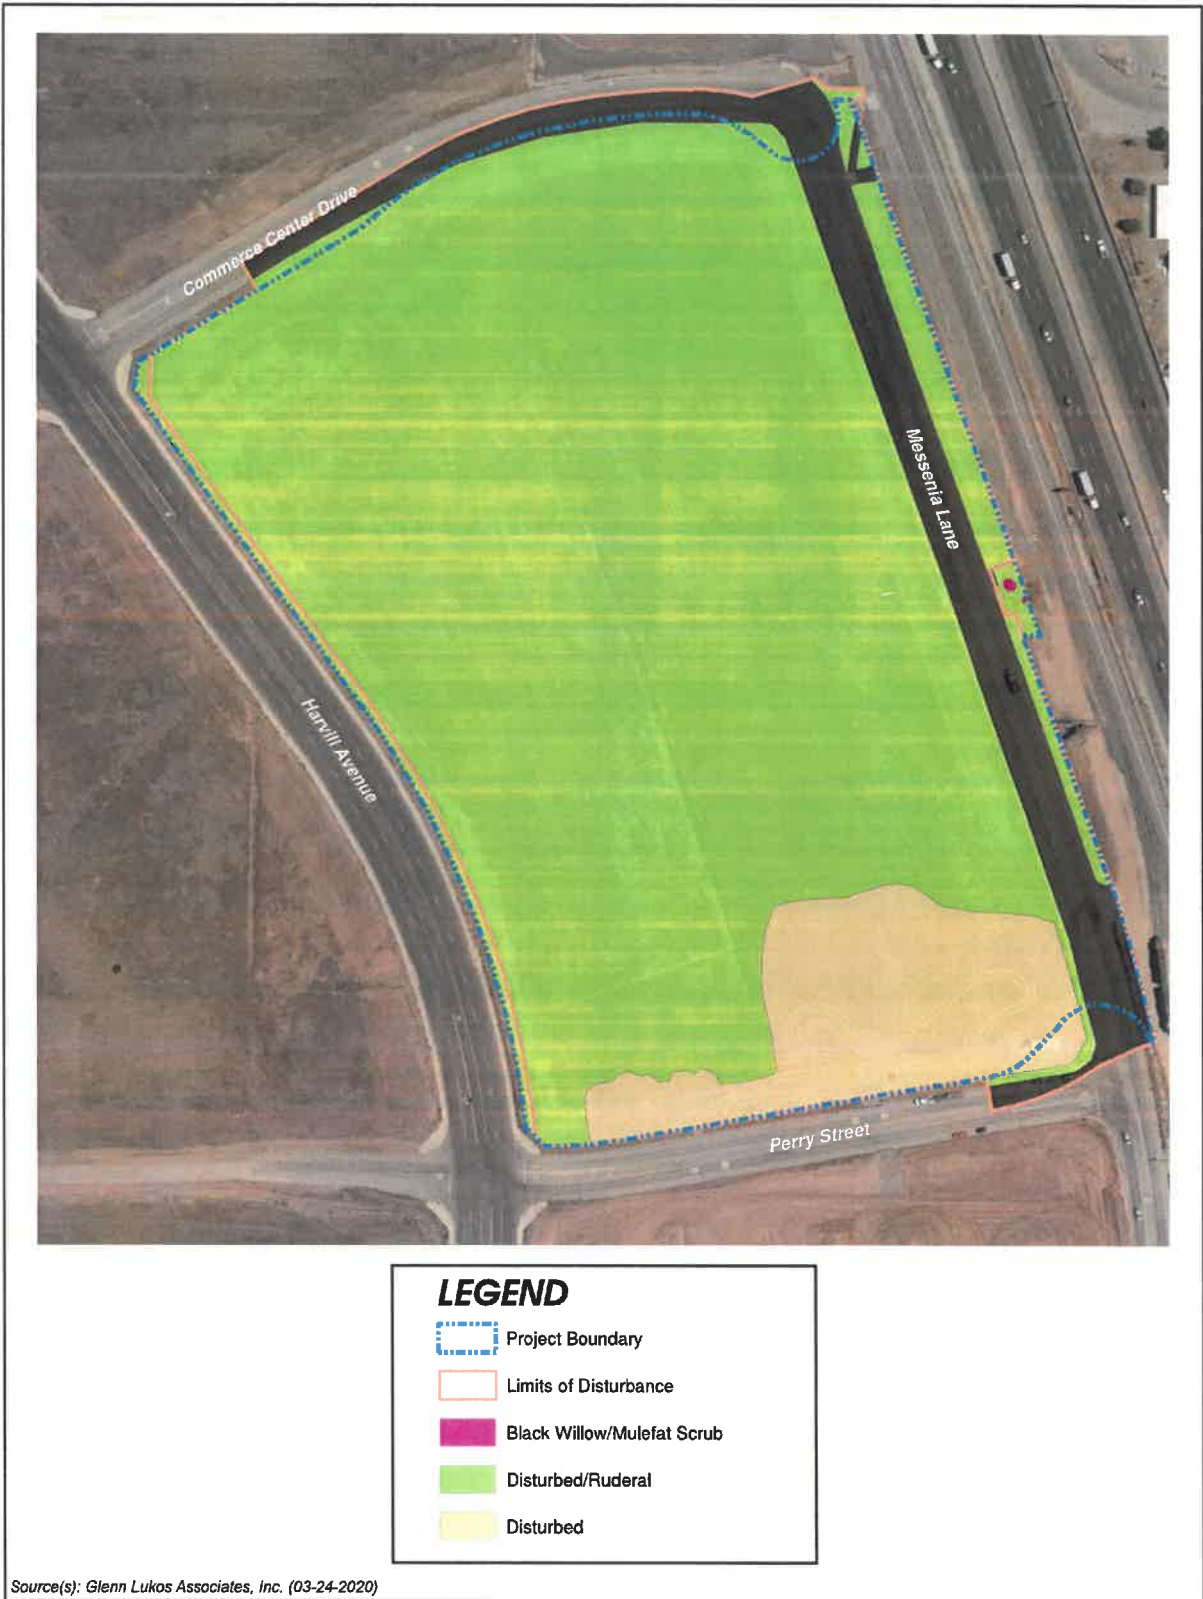 Commerce Center Drive
Messenia Lane
Harvill Avenue
Perry Street
LEGEND
Project Boundary
Limits of Disturbance
Black Willow/Mulefat Scrub
Disturbed/Ruderal
Disturbed
Source(s): Glenn Lukos Associates, Inc. (03-24-2020)